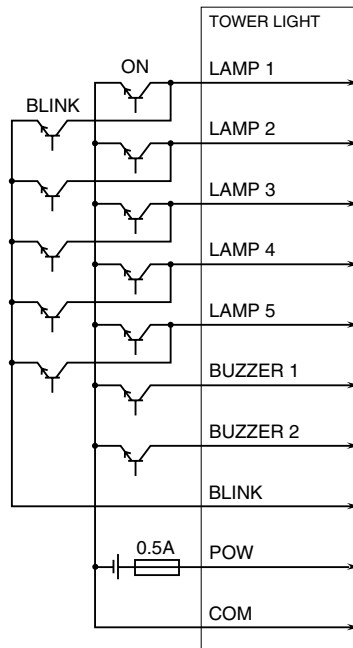 TOWER LIGHT
ON
LAMP 1
BLINK
LAMP 2
LAMP 3
LAMP 4
LAMP 5
BUZZER 1
BUZZER 2
BLINK
0.5A
POW
COM